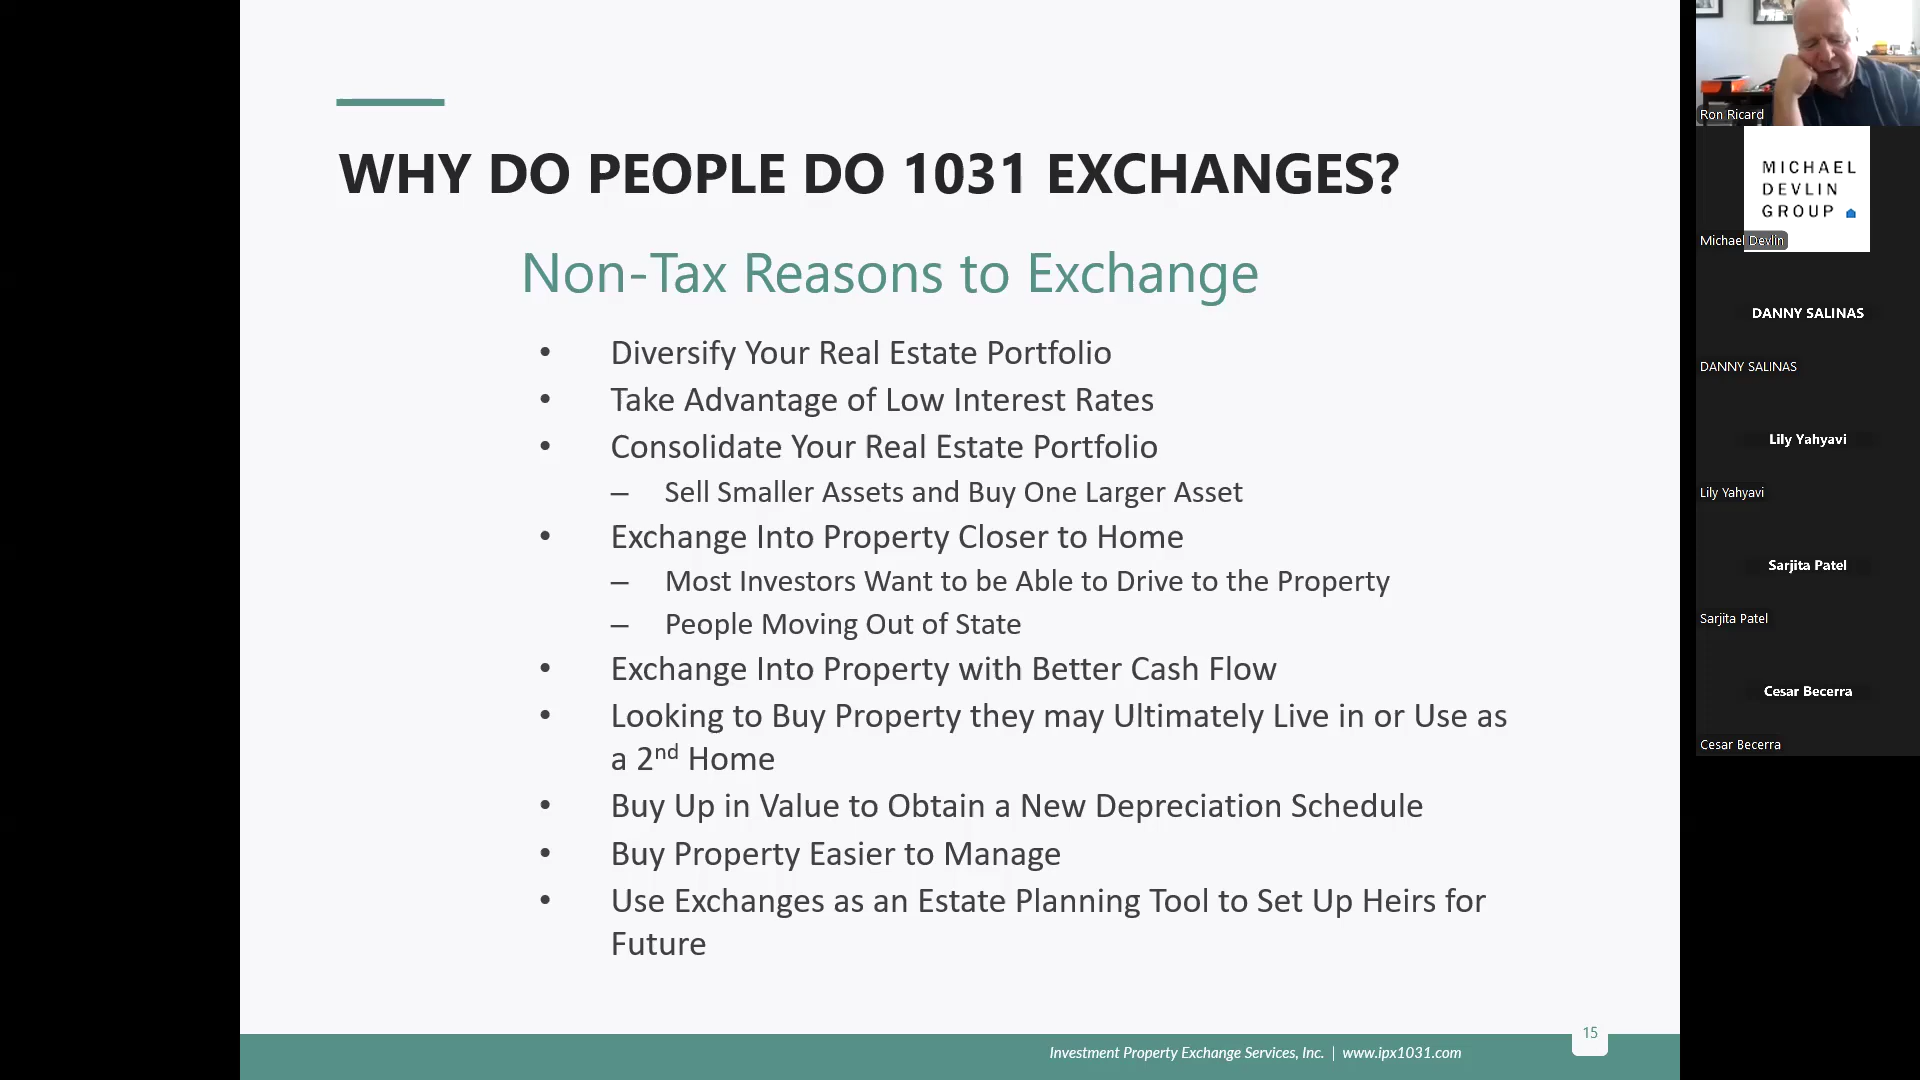 WHY DO PEOPLE DO 1031 EXCHANGES?
Non-Tax Reasons to Exchange
• Diversify Your Real Estate Portfolio
• Take Advantage of Low Interest Rates
• Consolidate Your Real Estate Portfolio
– Sell Smaller Assets and Buy One Larger Asset
• Exchange Into Property Closer to Home
– Most Investors Want to be Able to Drive to the Property
– People Moving Out of State
• Exchange Into Property with Better Cash Flow
• Looking to Buy Property they may Ultimately Live in or Use as
a 2nd Home
• Buy Up in Value to Obtain a New Depreciation Schedule
• Buy Property Easier to Manage
• Use Exchanges as an Estate Planning Tool to Set Up Heirs for
Future
15
Investment Property Exchange Services, Inc. | www.ipx1031.com
Ron Ricard
MICHAEL
DEVLIN
GROUP
Michael Devlin
DANNY SALINAS
DANNY SALINAS
Lily Yahyavi
Lily Yahyavi
Sarjita Patel
Sarjita Patel
Cesar Becerra
Cesar Becerra